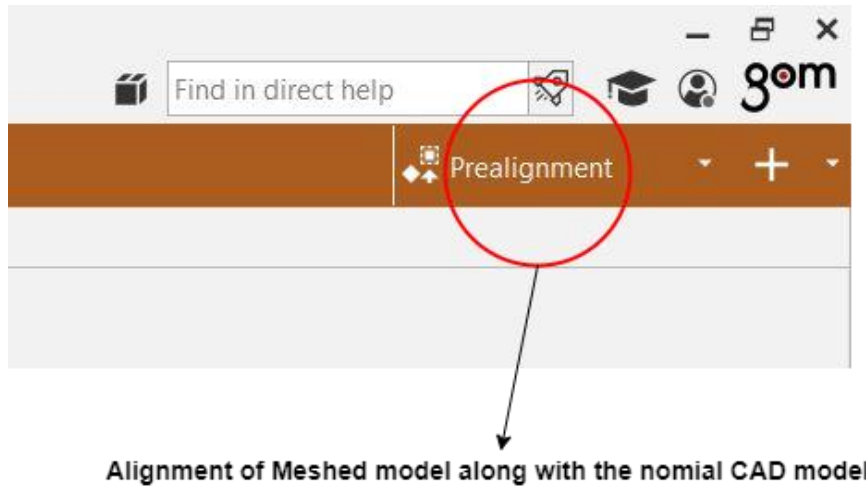 Find in direct help
gom
Prealignment
Alignment of Meshed model along with the nomial CAD model